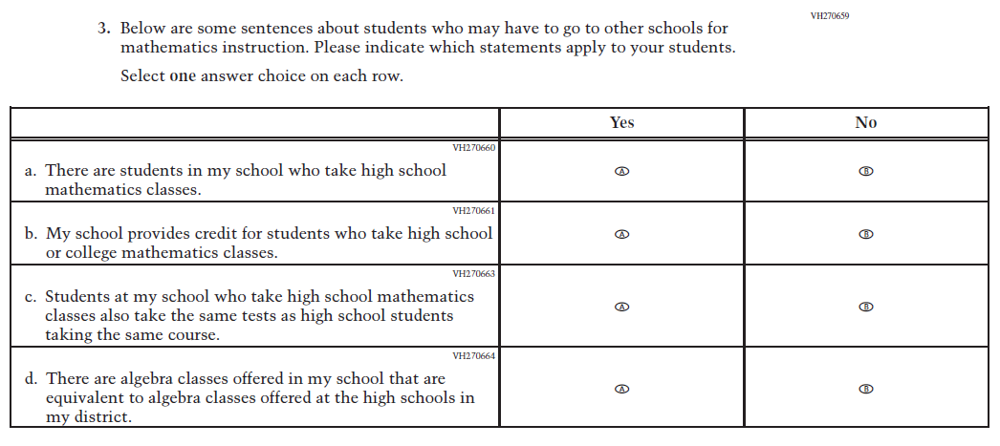 VH270659
3. Below are some sentences about students who may have to go to other schools for
mathematics instruction. Please indicate which statements apply to your students.
Select one answer choice on each row.
Yes No
VH270660
a. There are students in my school who take high school
mathematics classes.
A B
VH270661
b. My school provides credit for students who take high school
or college mathematics classes.
A B
VH270663
c. Students at my school who take high school mathematics
classes also take the same tests as high school students
taking the same course.
A B
VH270664
d. There are algebra classes offered in my school that are
equivalent to algebra classes offered at the high schools in
my district.
A B